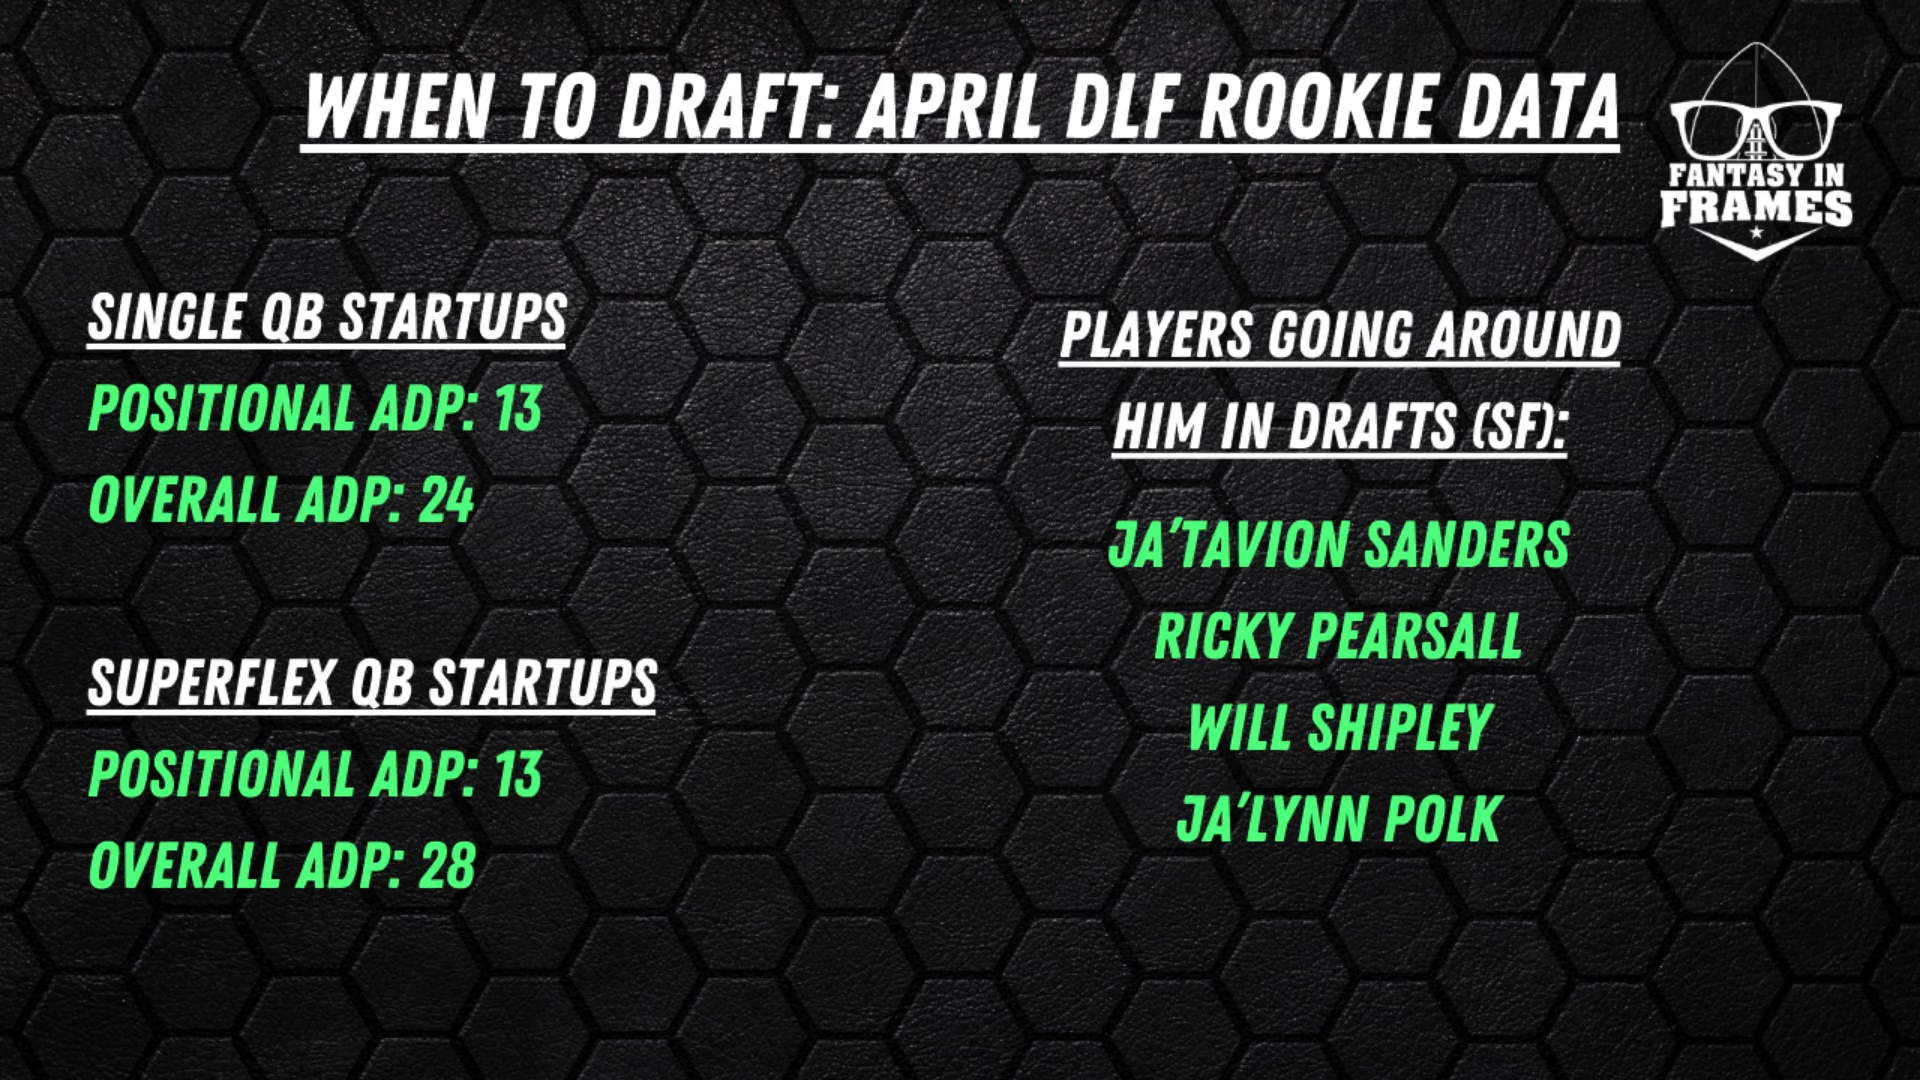 WHEN TO DRAFT: APRIL DLF ROOKIE DATA
FANTASY IN
FRAMES
SINGLE QB STARTUPS
POSITIONAL ADP: 13
OVERALL ADP: 24
SUPERFLEX QB STARTUPS
POSITIONAL ADP: 13
OVERALL ADP: 28
PLAYERS GOING AROUND
HIM IN DRAFTS (SF):
JA'TAVION SANDERS
RICKY PEARSALL
WILL SHIPLEY
JA'LYNN POLK